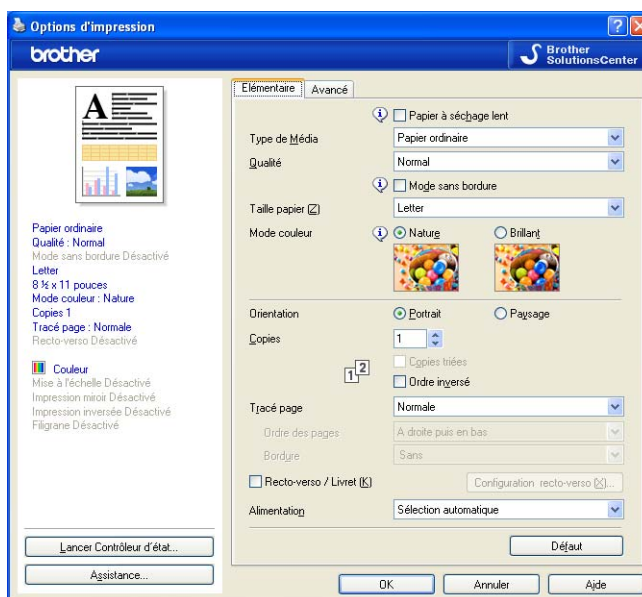 Options d'impression
brother
Brother
SolutionsCenter
Elémentaire
Avancé
A
Papier à séchage lent
Type de Média
Papier ordinaire
Qualité
Normal
Mode sans bordure
Taille papier (Z)
Letter
Mode couleur
Nature
Brillant
Papier ordinaire
Qualité : Normal
Mode sans bordure Désactivé
Letter
8 ½ x 11 pouces
Mode couleur : Nature
Copies 1
Tracé page : Normale
Recto-verso Désactivé
Couleur
Mise à l'échelle Désactivé
Impression miroir Désactivé
Impression inversée Désactivé
Filigrane Désactivé
Orientation
Portrait
Paysage
Copies
1
Copies triées
1 2
Ordre inversé
Tracé page
Normale
Ordre des pages
A droite puis en bas
Bordure
Sans
Recto-verso / Livret (K)
Configuration recto-verso (X)...
Alimentation
Sélection automatique
Lancer Contrôleur d'état...
Défaut
Assistance...
OK
Annuler
Aide